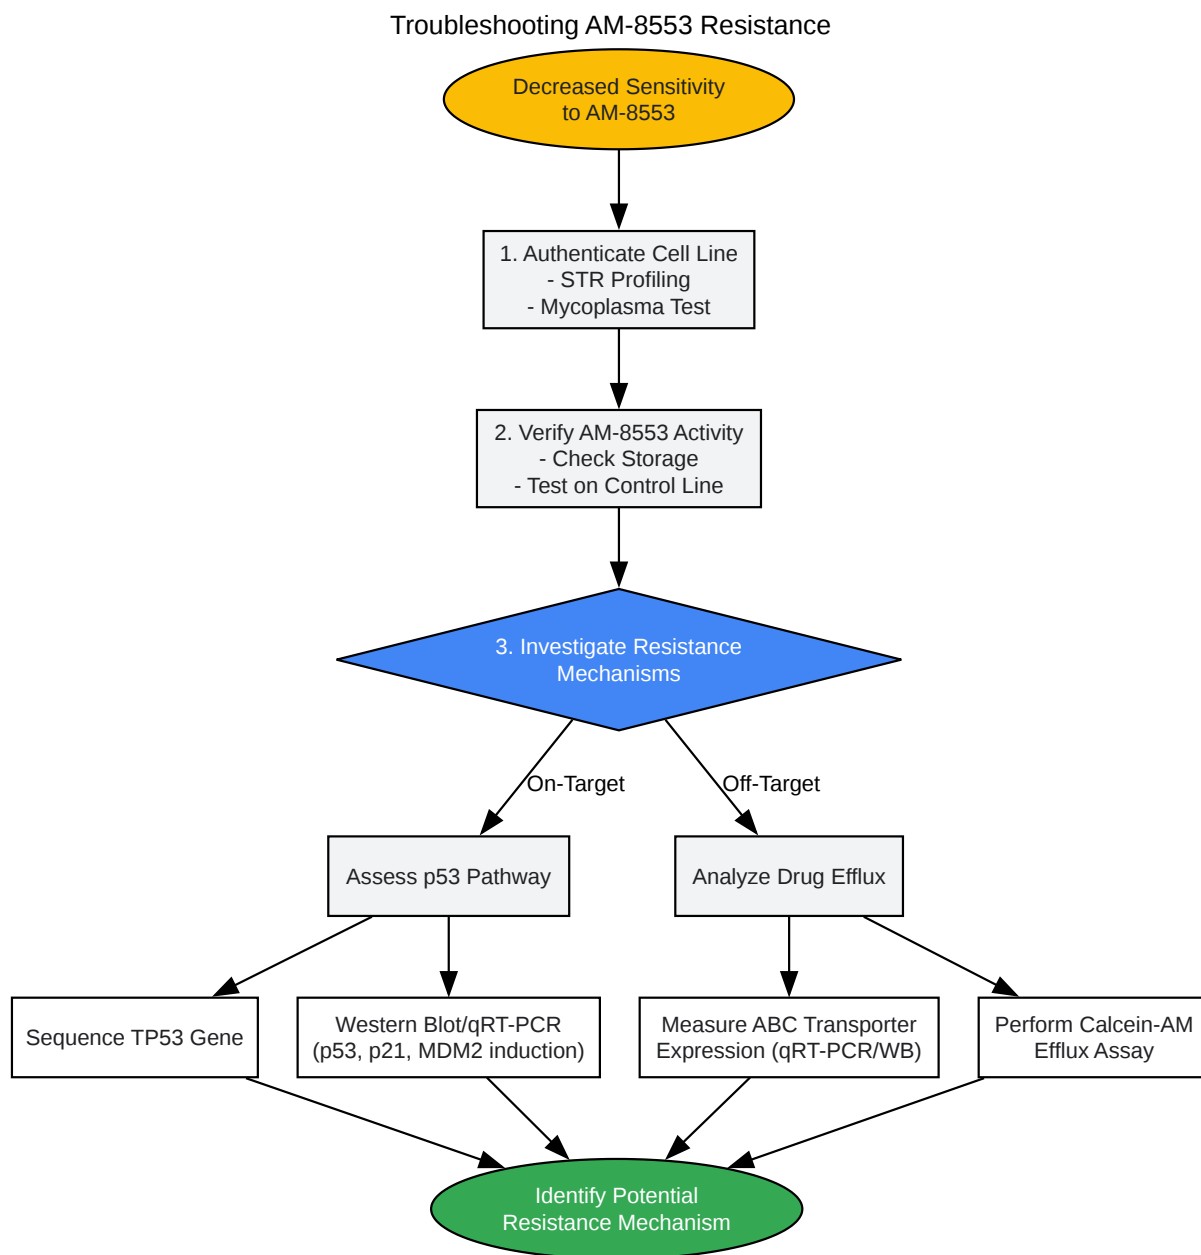 Troubleshooting AM-8553 Resistance
Decreased Sensitivity
to AM-8553
1. Authenticate Cell Line
- STR Profiling
- Mycoplasma Test
2. Verify AM-8553 Activity
- Check Storage
- Test on Control Line
3. Investigate Resistance
Mechanisms
On-Target
Off-Target
Assess p53 Pathway
Analyze Drug Efflux
Sequence TP53 Gene
Western Blot/qRT-PCR
(p53, p21, MDM2 induction)
Measure ABC Transporter
Expression (qRT-PCR/WB)
Perform Calcein-AM
Efflux Assay
Identify Potential
Resistance Mechanism